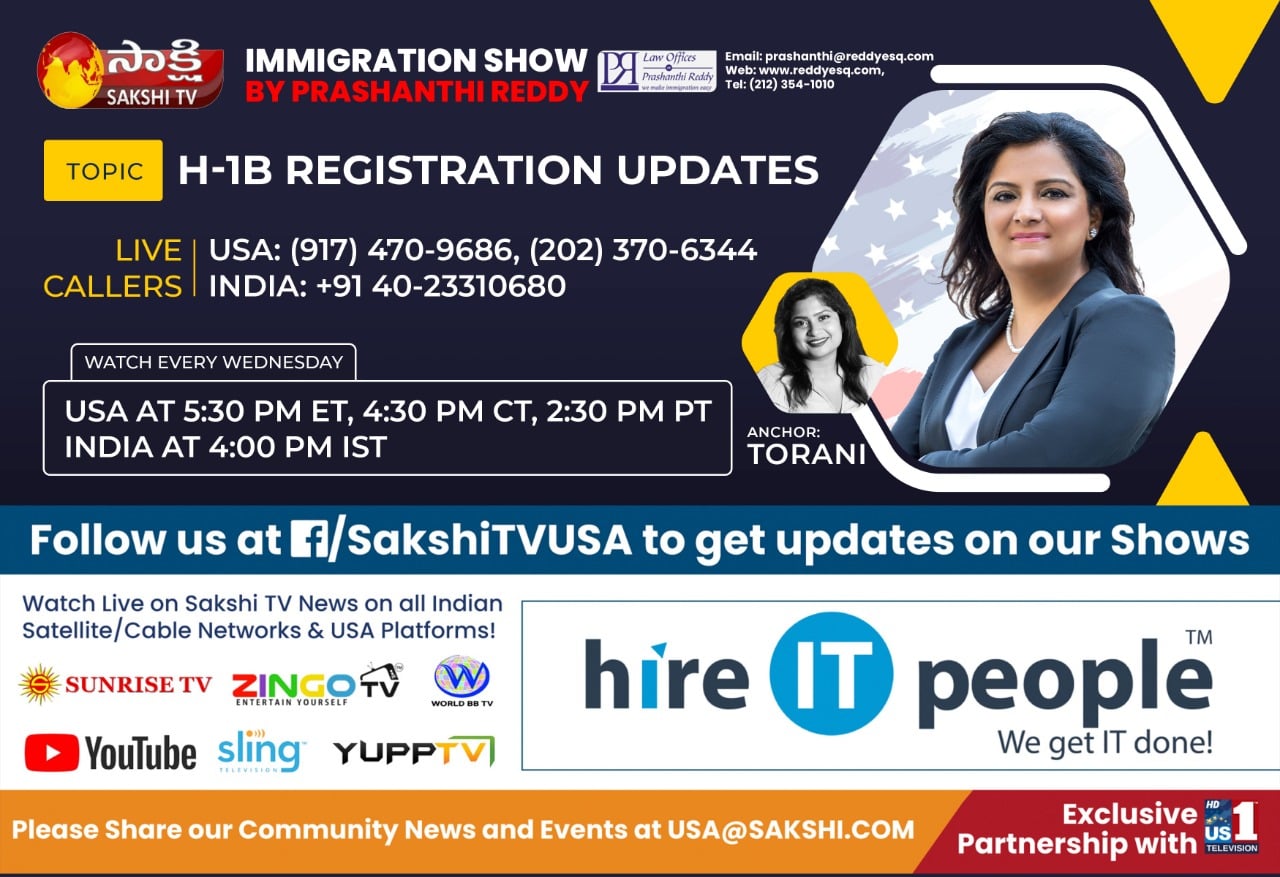 సాక్షి
SAKSHI TV
IMMIGRATION SHOW
BY PRASHANTHI REDDY
PR
Law Offices
of
Prashanthi Reddy
we make immigration easy
Email: prashanthi@reddyesq.com
Web: www.reddyesq.com,
Tel: (212) 354-1010
TOPIC
H-1B REGISTRATION UPDATES
LIVE
CALLERS
USA: (917) 470-9686, (202) 370-6344
INDIA: +91 40-23310680
WATCH EVERY WEDNESDAY
USA AT 5:30 PM ET, 4:30 PM CT, 2:30 PM PT
INDIA AT 4:00 PM IST
ANCHOR:
TORANI
Follow us at f/SakshiTVUSA to get updates on our Shows
Watch Live on Sakshi TV News on all Indian
Satellite/Cable Networks & USA Platforms!
SUNRISE TV
ZINGO TV
ENTERTAIN YOURSELF
W
WORLD BB TV
YouTube
sling
TELEVISION
YUPPTV
hire IT people™
We get IT done!
Please Share our Community News and Events at USA@SAKSHI.COM
Exclusive
Partnership with
HD
US 1
TELEVISION